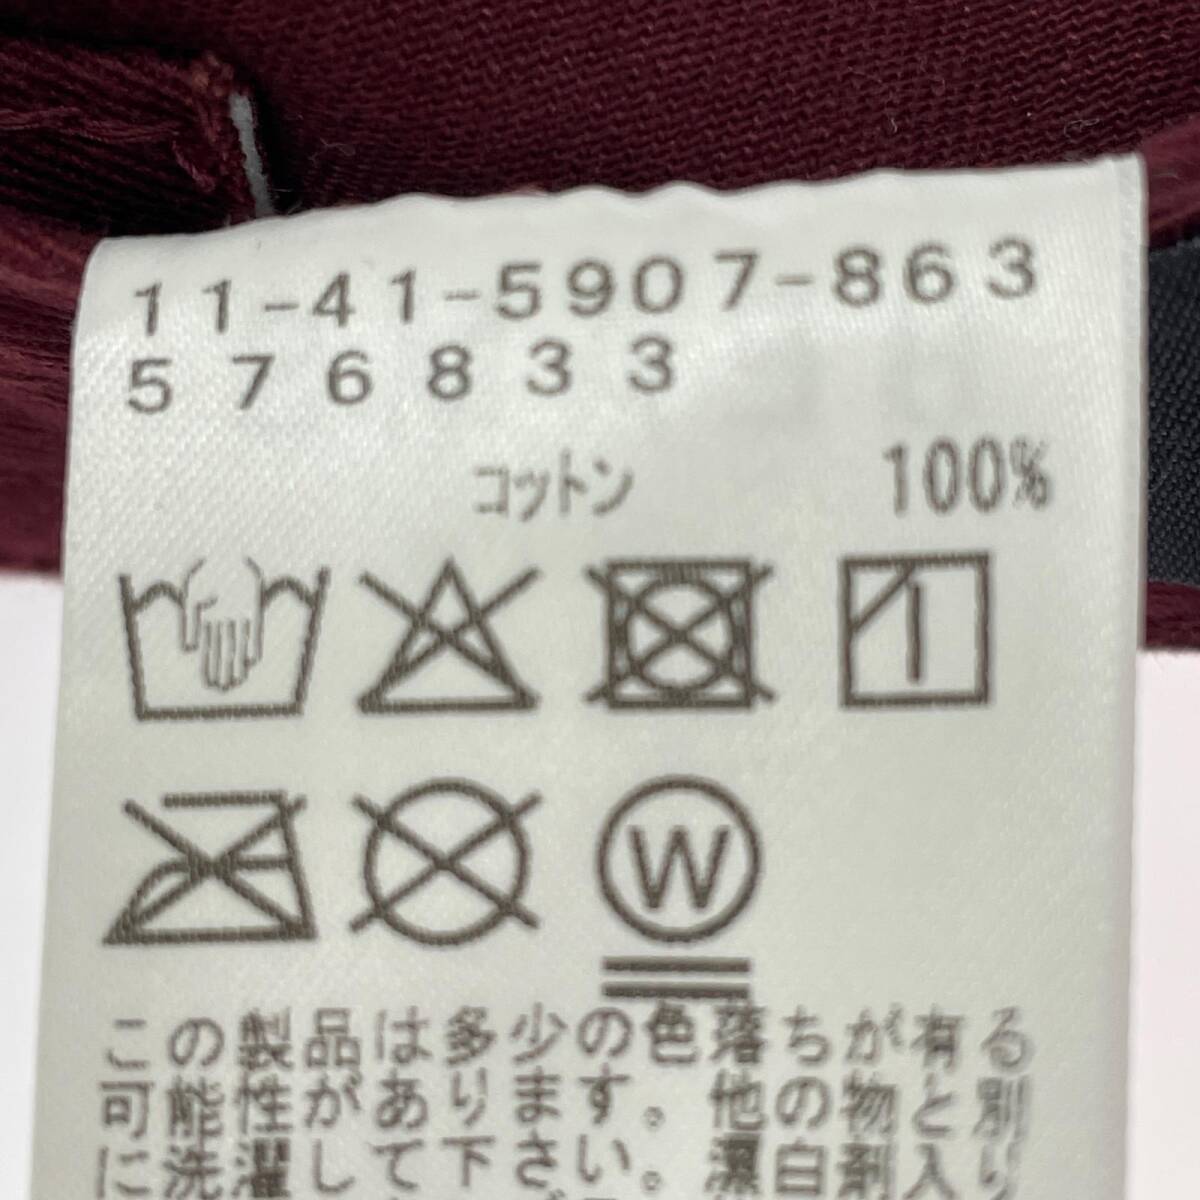 11-41-5907-863
576833
コットン 100%
W
この製品は多少の色落ちが有る
可能性があります。他の物と別
に洗濯して下さい。漂白剤入り